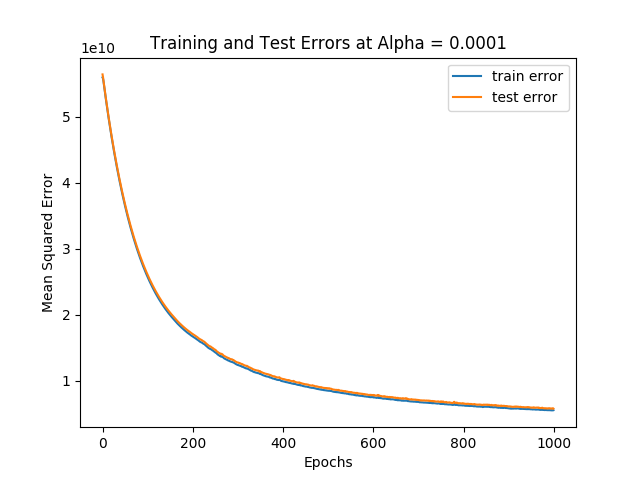 Training and Test Errors at Alpha = 0.0001
1e10
train error
test error
5
4
3
2
1
Mean Squared Error
0 200 400 600 800 1000
Epochs